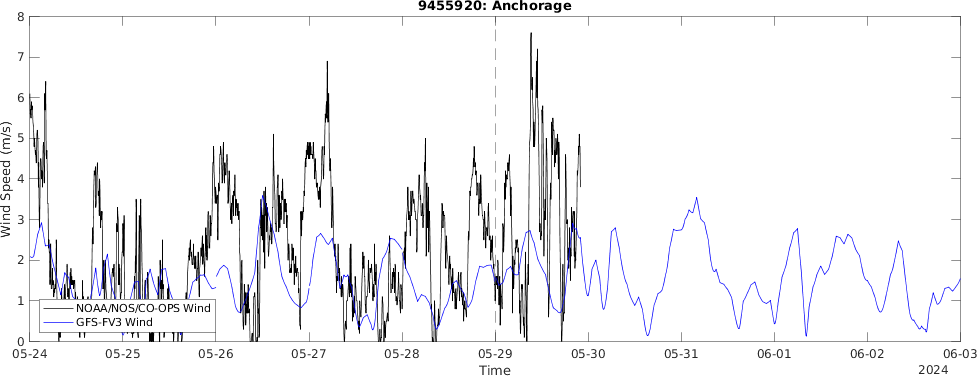 9455920: Anchorage
8
7
6
5
4
3
2
1
0
Wind Speed (m/s)
NOAA/NOS/CO-OPS Wind
GFS-FV3 Wind
05-24 05-25 05-26 05-27 05-28 05-29 05-30 05-31 06-01 06-02 06-03
Time
2024